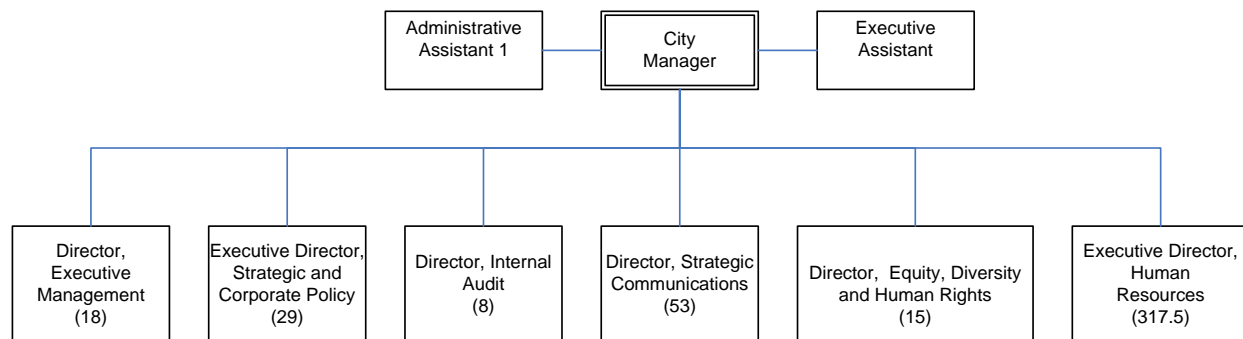 Administrative
Assistant 1
City
Manager
Executive
Assistant
Director,
Executive
Management
(18)
Executive Director,
Strategic and
Corporate Policy
(29)
Director, Internal
Audit
(8)
Director, Strategic
Communications
(53)
Director,  Equity, Diversity
and Human Rights
(15)
Executive Director,
Human
Resources
(317.5)